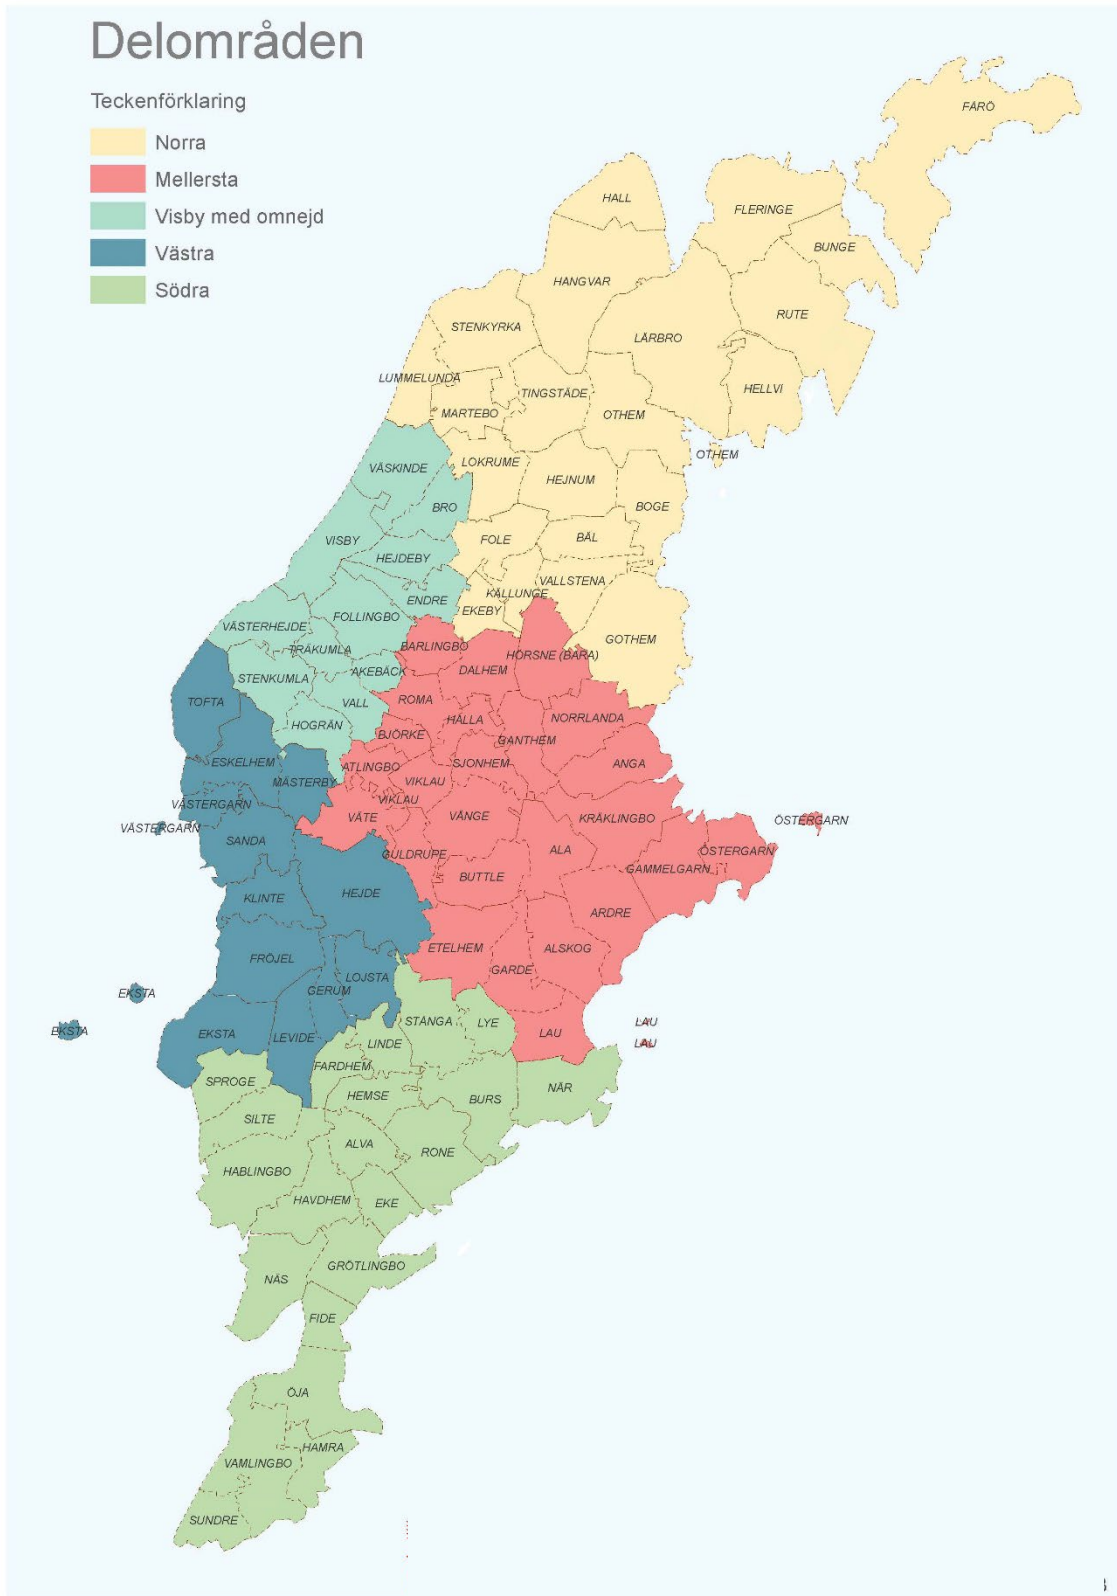 Delområden
Teckenförklaring
Norra
Mellersta
Visby med omnejd
Västra
Södra
FÅRÖ
HALL
FLERINGE
BUNGE
HANGVAR
RUTE
STENKYRKA
LÄRBRO
LUMMELUNDA
TINGSTÄDE
HELLVI
MARTEBO
OTHEM
OTHEM
LOKRUME
VÄSKINDE
HEJNUM
BRO
BOGE
VISBY
FOLE
BÄL
HEJDEBY
VALLSTENA
KÄLLUNGE
ENDRE
EKEBY
FOLLINGBO
VÄSTERHEJDE
GOTHEM
BARLINGBO
TRÄKUMLA
HÖRSNE (BARA)
AKEBÄCK
DALHEM
STENKUMLA
TOFTA
VALL
ROMA
HALLA
NORRLANDA
HOGRÄN
BJÖRKE
GANTHEM
ESKELHEM
ATLINGBO
SJONHEM
ANGA
MÄSTERBY
VIKLAU
VIKLAU
VÄSTERGARN
VÄTE
VÄNGE
KRÄKLINGBO
ÖSTERGARN
VÄSTERGARN
SANDA
GULDRUPE
ALA
ÖSTERGARN
GAMMELGARN
BUTTLE
KLINTE
HEJDE
ARDRE
ETELHEM
ALSKOG
FRÖJEL
GARDE
LOJSTA
GERUM
EKSTA
EKSTA
EKSTA
LEVIDE
STÅNGA
LYE
LAU
LAU
LAU
LINDE
FARDHEM
SPROGE
HEMSE
BURS
NÄR
SILTE
ALVA
RONE
HABLINGBO
HAVDHEM
EKE
GRÖTLINGBO
NÄS
FIDE
ÖJA
HAMRA
VAMLINGBO
SUNDRE